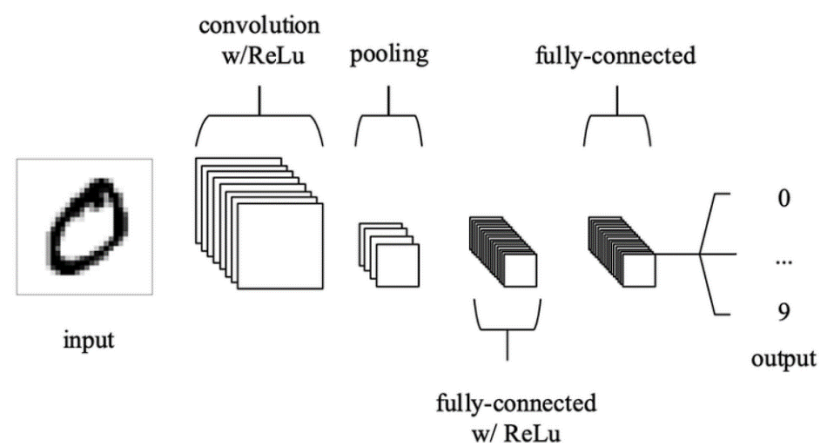 convolution
w/ReLu
pooling
fully-connected
input
fully-connected
w/ ReLu
0
...
9
output